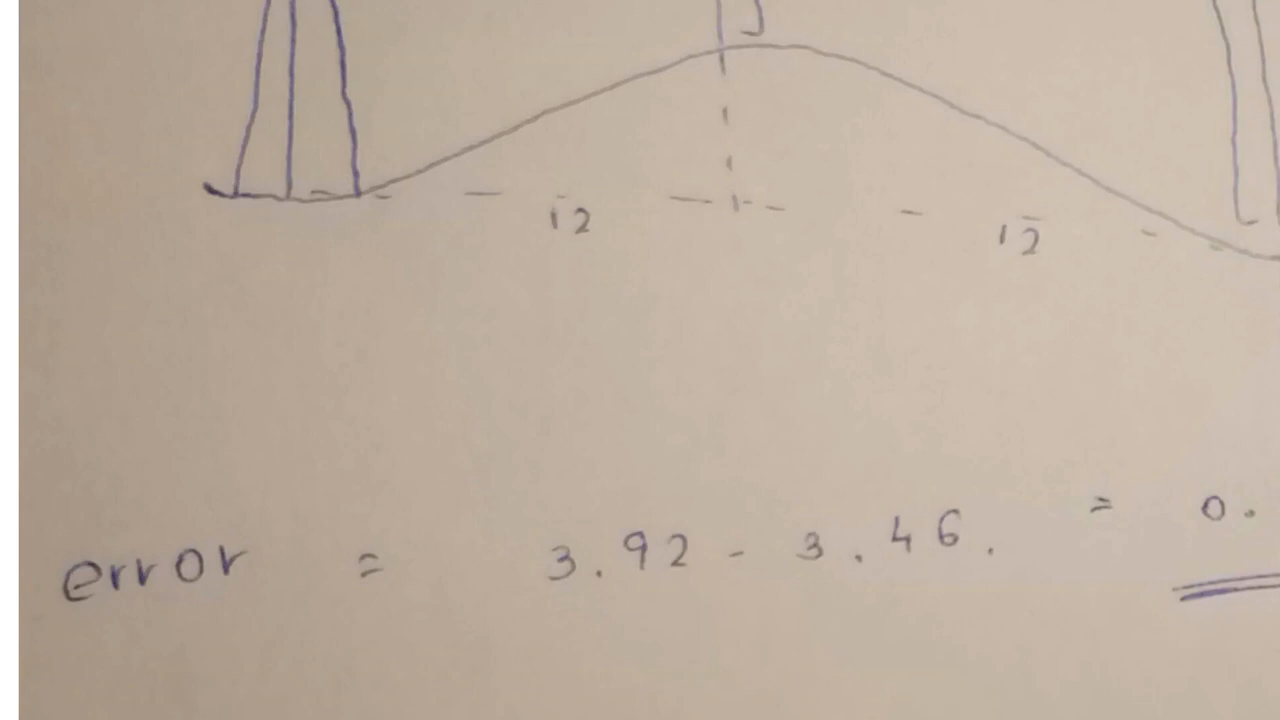 12 12
error = 3.92 - 3.46. = 0.